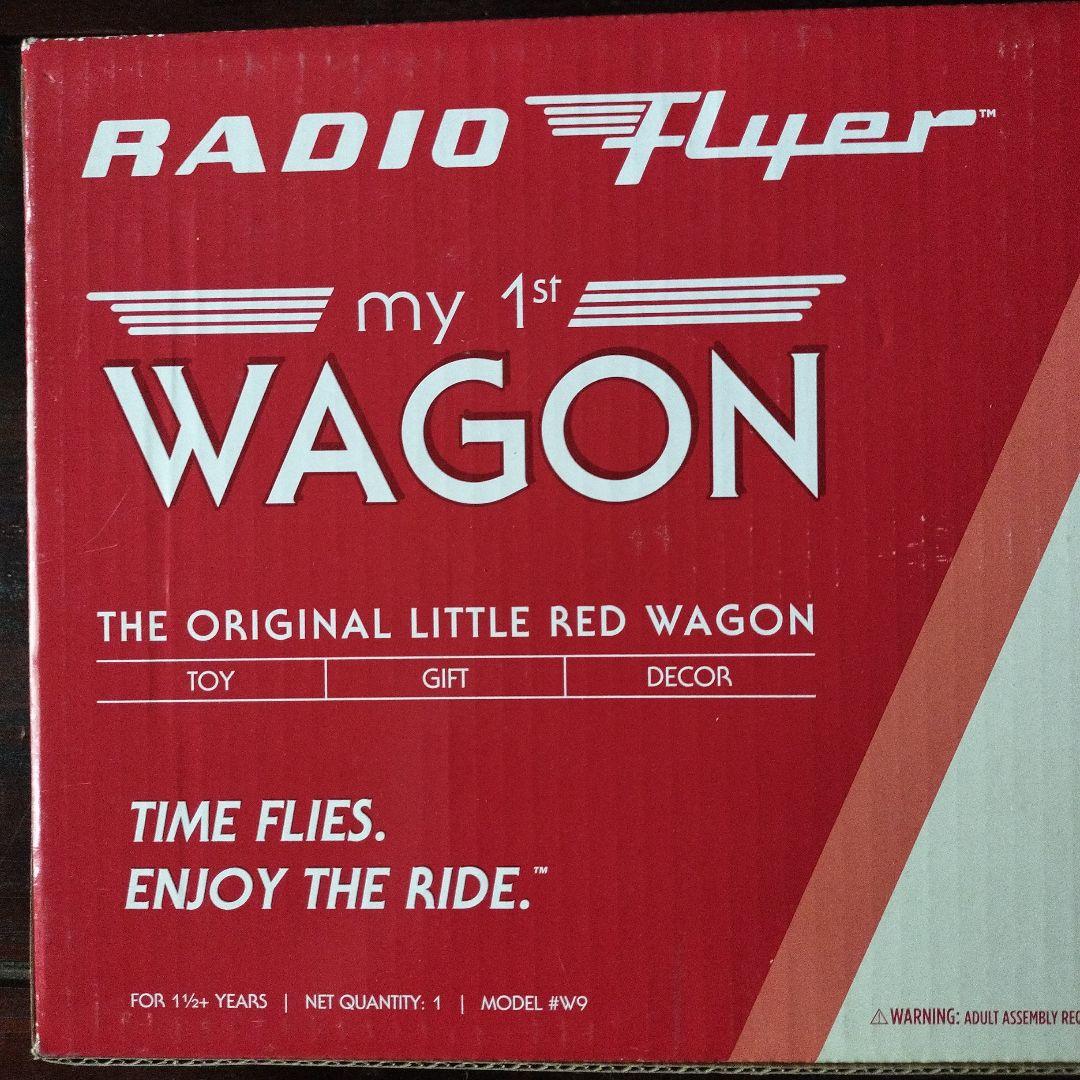 RADIO Flyer™
my 1st
WAGON
THE ORIGINAL LITTLE RED WAGON
TOY | GIFT | DECOR
TIME FLIES.
ENJOY THE RIDE.™
FOR 1½+ YEARS | NET QUANTITY: 1 | MODEL #W9
⚠WARNING: ADULT ASSEMBLY